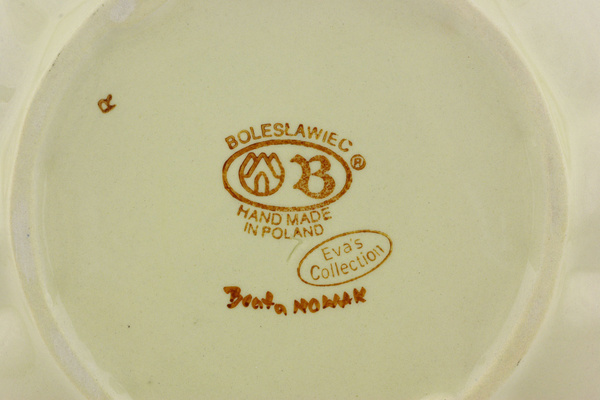 R
BOLESŁAWIEC
B ®
HAND MADE
IN POLAND
Eva's
Collection
Beata NOWAK